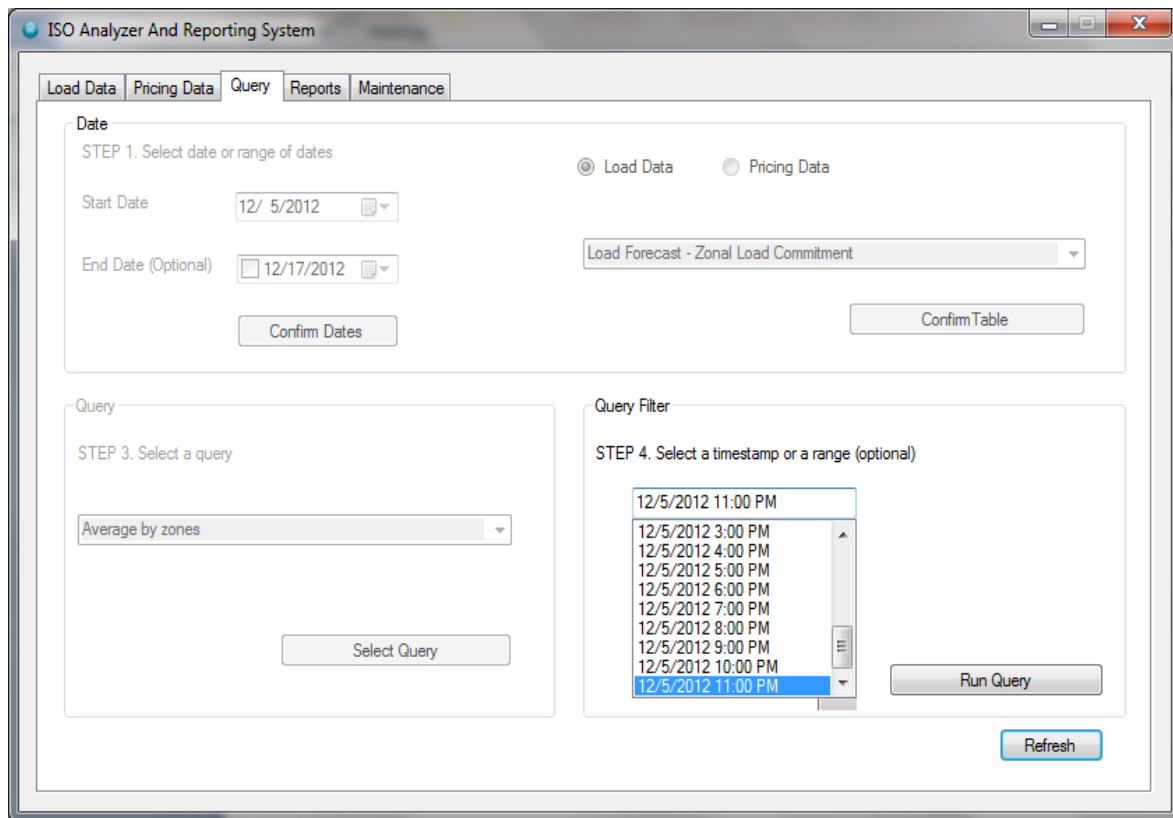 ISO Analyzer And Reporting System
Load Data Pricing Data Query Reports Maintenance
Date
STEP 1. Select date or range of dates
Load Data Pricing Data
Start Date 12/ 5/2012
Load Forecast - Zonal Load Commitment
End Date (Optional) 12/17/2012
Confirm Dates
ConfirmTable
Query
STEP 3. Select a query
Average by zones
Select Query
Query Filter
STEP 4. Select a timestamp or a range (optional)
12/5/2012 11:00 PM
12/5/2012 3:00 PM
12/5/2012 4:00 PM
12/5/2012 5:00 PM
12/5/2012 6:00 PM
12/5/2012 7:00 PM
12/5/2012 8:00 PM
12/5/2012 9:00 PM
12/5/2012 10:00 PM
12/5/2012 11:00 PM
Run Query
Refresh